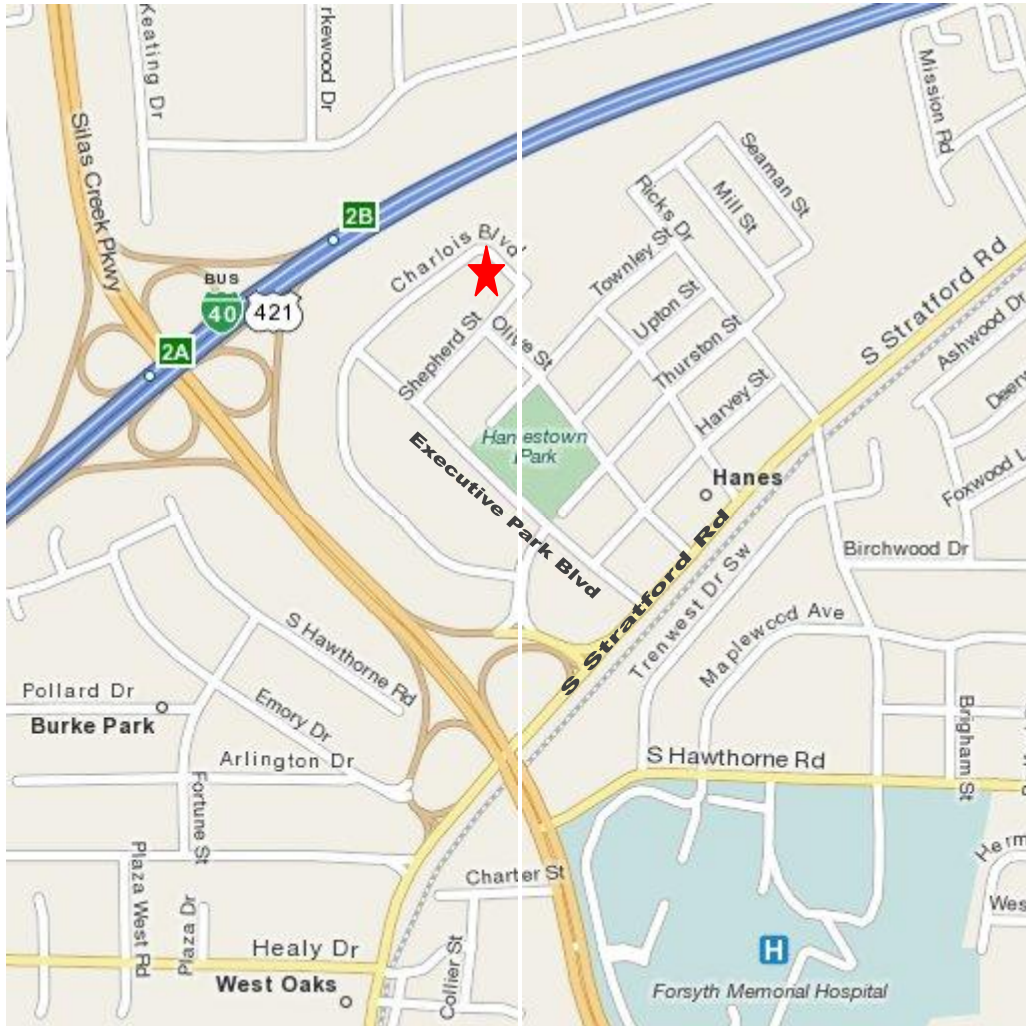 Keating Dr
rkewood Dr
Mission Rd
Silas Creek Pkwy
Seaman St
Mill St
Ricks Dr
2B
Charlois Blvd
Townley St
BUS
40
421
Upton St
S Stratford Rd
Ashwood Dr
2A
Shepherd St
Olive St
Thurston St
Harvey St
Deerw
Hanestown
Park
Executive Park Blvd
Hanes
Foxwood L
S Stratford Rd
Trenwest Dr Sw
Birchwood Dr
Maplewood Ave
S Hawthorne Rd
Pollard Dr
Burke Park
Emory Dr
Arlington Dr
S Hawthorne Rd
Brigham St
Fortune St
Herm
Plaza West Rd
Plaza Dr
Charter St
Wes
Healy Dr
West Oaks
Collier St
H
Forsyth Memorial Hospital